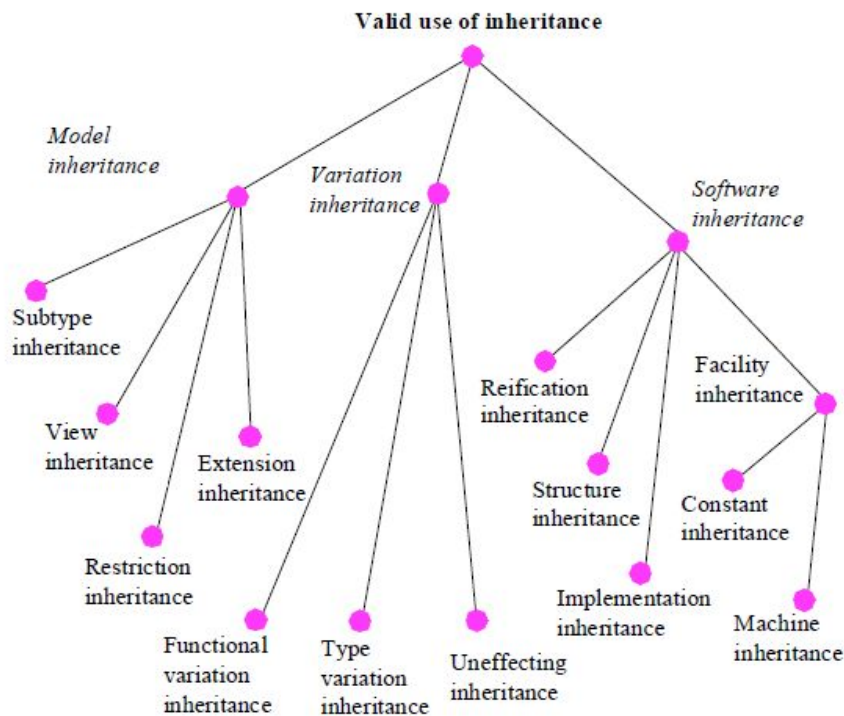 Valid use of inheritance
Model
inheritance
Variation
inheritance
Software
inheritance
Subtype
inheritance
View
inheritance
Extension
inheritance
Restriction
inheritance
Functional
variation
inheritance
Type
variation
inheritance
Uneffecting
inheritance
Reification
inheritance
Structure
inheritance
Implementation
inheritance
Facility
inheritance
Constant
inheritance
Machine
inheritance